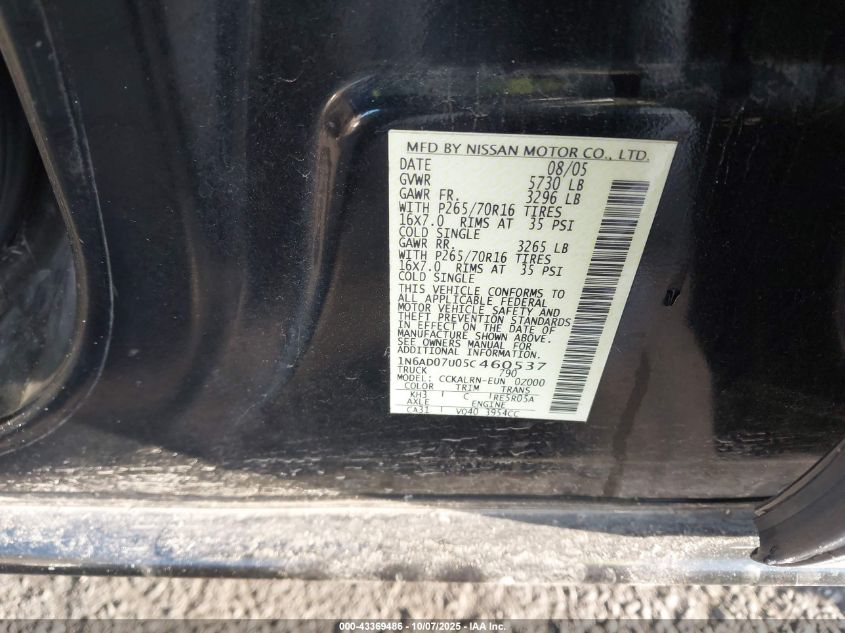 MFD BY NISSAN MOTOR CO., LTD.
DATE 08/05
GVWR 5730 LB
GAWR FR. 3296 LB
WITH P265/70R16 TIRES
16X7.0 RIMS AT 35 PSI
COLD SINGLE
GAWR RR. 3265 LB
WITH P265/70R16 TIRES
16X7.0 RIMS AT 35 PSI
COLD SINGLE
THIS VEHICLE CONFORMS TO
ALL APPLICABLE FEDERAL
MOTOR VEHICLE SAFETY AND
THEFT PREVENTION STANDARDS
IN EFFECT ON THE DATE OF
MANUFACTURE SHOWN ABOVE.
SEE OWNERS MANUAL FOR
ADDITIONAL INFORMATION.
1N6AD07U05C460537
TRUCK 790
MODEL: CCKALRN-EUN 0Z000
COLOR TRIM TRANS
KH3 C RE5R05A
AXLE ENGINE
CA31 VQ40 3954CC
000-43369486 - 10/07/2025 - IAA Inc.